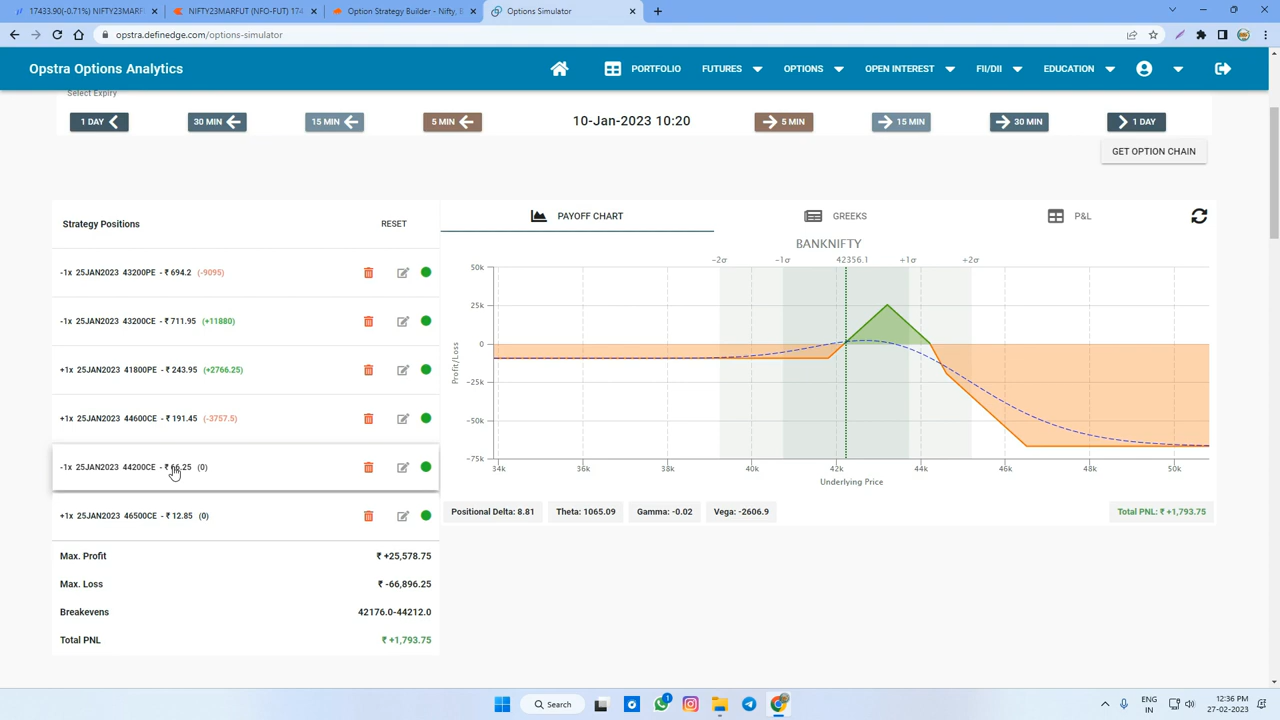 17433.90(-0.71%) NIFTY23MARF
NIFTY23MARFUT (NFO-FUT) 174
Option Strategy Builder - Nifty, B
Options Simulator
opstra.definedge.com/options-simulator
Opstra Options Analytics
PORTFOLIO
FUTURES
OPTIONS
OPEN INTEREST
FII/DII
EDUCATION
Select Expiry
1 DAY
30 MIN
15 MIN
5 MIN
10-Jan-2023 10:20
5 MIN
15 MIN
30 MIN
1 DAY
GET OPTION CHAIN
Strategy Positions
RESET
-1x 25JAN2023 43200PE - ₹ 694.2 (-9095)
-1x 25JAN2023 43200CE - ₹ 711.95 (+11880)
+1x 25JAN2023 41800PE - ₹ 243.95 (+2766.25)
+1x 25JAN2023 44600CE - ₹ 191.45 (-3757.5)
-1x 25JAN2023 44200CE - ₹ .25 (0)
+1x 25JAN2023 46500CE - ₹ 12.85 (0)
Max. Profit ₹ +25,578.75
Max. Loss ₹ -66,896.25
Breakevens 42176.0-44212.0
Total PNL ₹ +1,793.75
PAYOFF CHART
GREEKS
P&L
BANKNIFTY
-2σ -1σ 42356.1 +1σ +2σ
50k
25k
0
-25k
-50k
-75k
Profit/Loss
34k 36k 38k 40k 42k 44k 46k 48k 50k
Underlying Price
Positional Delta: 8.81
Theta: 1065.09
Gamma: -0.02
Vega: -2606.9
Total PNL: ₹ +1,793.75
Search
1
ENG
IN
12:36 PM
27-02-2023